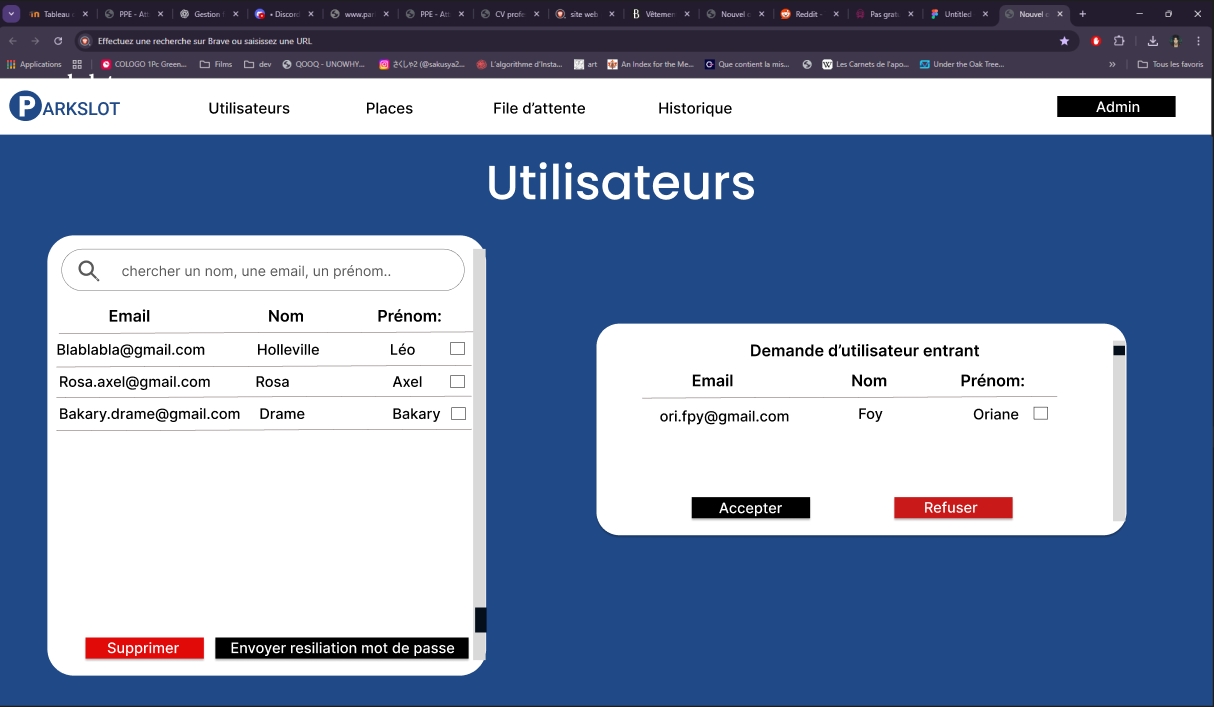 Tableau PPE - Att Gestion • Discord www.par PPE - Att CV profe site web Vêtemen Nouvel o Reddit - Pas grat Untitled Nouvel o
Effectuez une recherche sur Brave ou saisissez une URL
Applications COLOGO 1Pc Green... Films dev QOOQ - UNOWHY... さくしゃ2 (@sakusya2... L'algorithme d'Insta... art An Index for the Me... Que contient la mis... Les Carnets de l'apo... Under the Oak Tree... » Tous les favoris
PARKSLOT Utilisateurs Places File d'attente Historique Admin
Utilisateurs
chercher un nom, une email, un prénom..
Email Nom Prénom:
Blablabla@gmail.com Holleville Léo
Rosa.axel@gmail.com Rosa Axel
Bakary.drame@gmail.com Drame Bakary
Supprimer Envoyer resiliation mot de passe
Demande d'utilisateur entrant
Email Nom Prénom:
ori.fpy@gmail.com Foy Oriane
Accepter Refuser